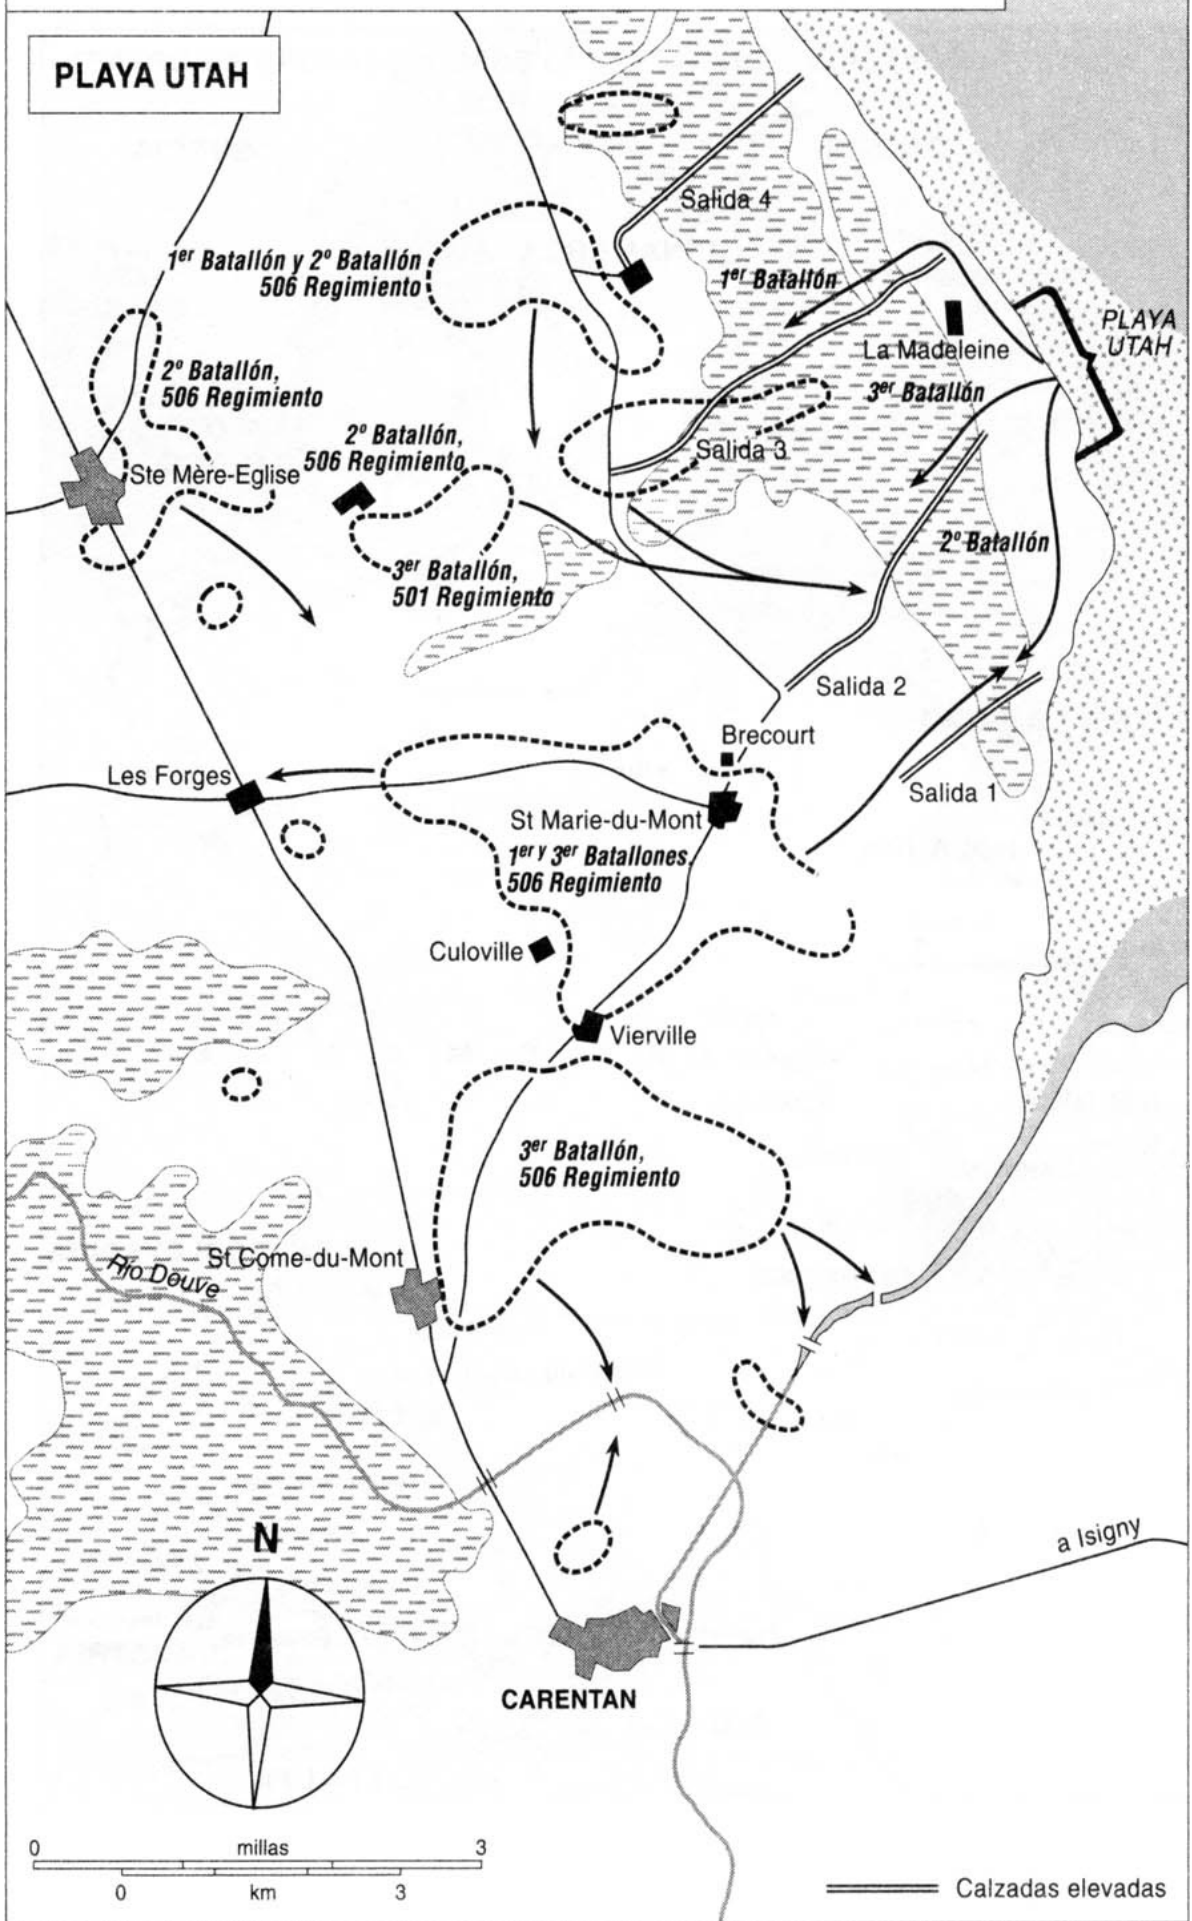 PLAYA UTAH
Salida 4
1er Batallón y 2º Batallón
506 Regimiento
1er Batallón
PLAYA
UTAH
La Madeleine
2º Batallón,
506 Regimiento
3er Batallón
2º Batallón,
506 Regimiento
Salida 3
Ste Mère-Eglise
2º Batallón
3er Batallón,
501 Regimiento
Salida 2
Brecourt
Les Forges
Salida 1
St Marie-du-Mont
1er y 3er Batallones,
506 Regimiento
Culoville
Vierville
3er Batallón,
506 Regimiento
St Come-du-Mont
Río Douve
N
a Isigny
CARENTAN
0 millas 3
0 km 3
Calzadas elevadas